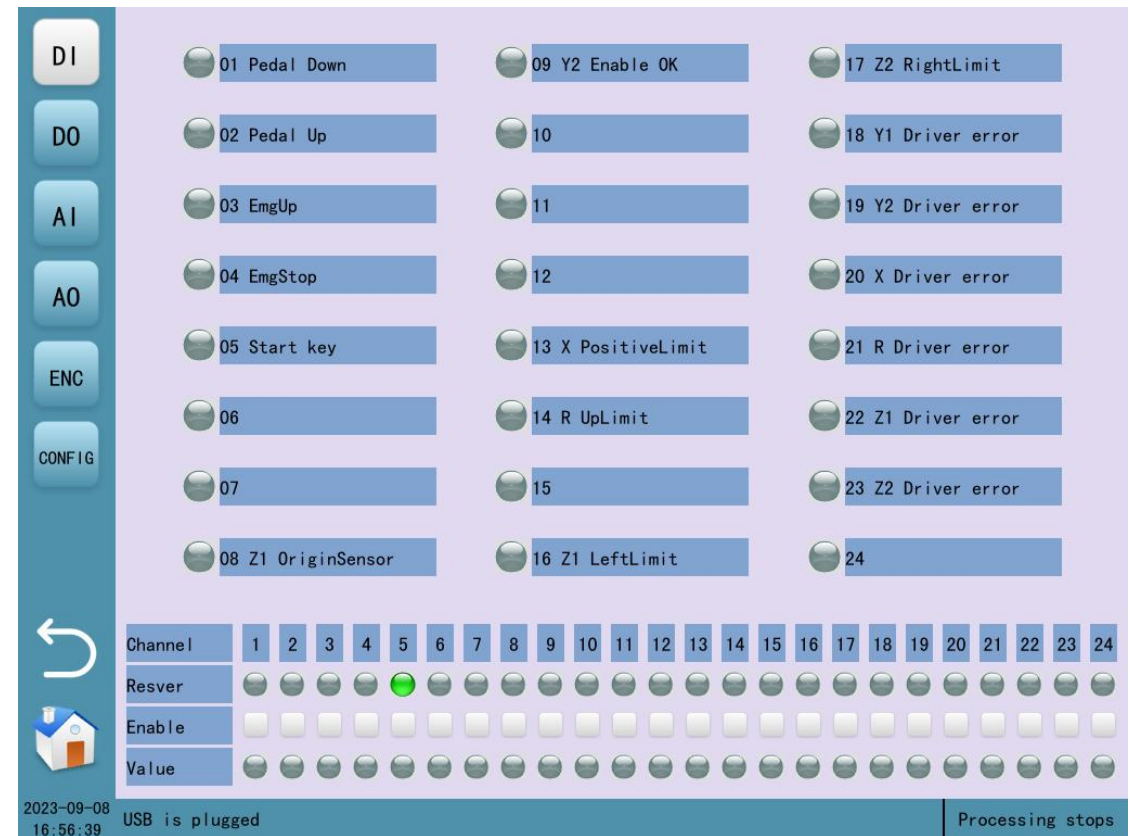 DI
DO
AI
AO
ENC
CONFIG
01 Pedal Down
02 Pedal Up
03 EmgUp
04 EmgStop
05 Start key
06
07
08 Z1 OriginSensor
09 Y2 Enable OK
10
11
12
13 X PositiveLimit
14 R UpLimit
15
16 Z1 LeftLimit
17 Z2 RightLimit
18 Y1 Driver error
19 Y2 Driver error
20 X Driver error
21 R Driver error
22 Z1 Driver error
23 Z2 Driver error
24
Channel 1 2 3 4 5 6 7 8 9 10 11 12 13 14 15 16 17 18 19 20 21 22 23 24
Resver
Enable
Value
2023-09-08
16:56:39
USB is plugged
Processing stops